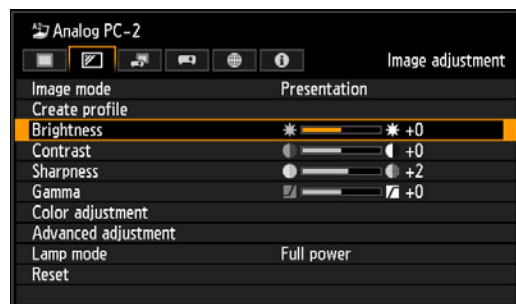 Analog PC-2
Image adjustment
Image mode Presentation
Create profile
Brightness +0
Contrast +0
Sharpness +2
Gamma +0
Color adjustment
Advanced adjustment
Lamp mode Full power
Reset